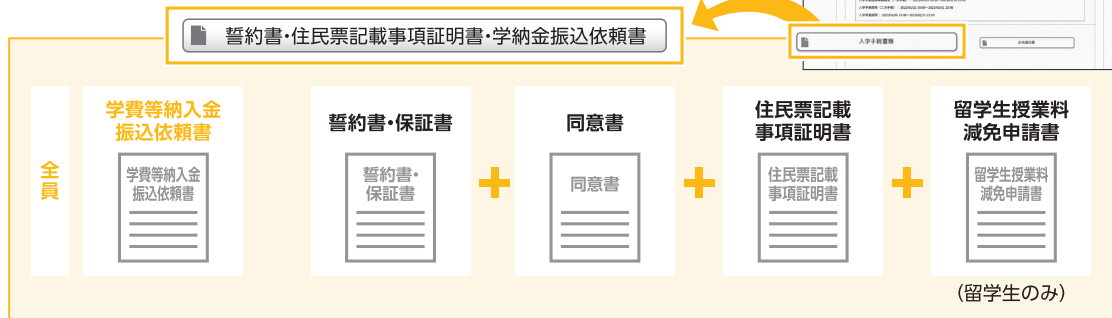 入学手続書類
合格通知書
誓約書・住民票記載事項証明書・学納金振込依頼書
全員
学費等納入金
振込依頼書
学費等納入金
振込依頼書
誓約書・保証書
誓約書・
保証書
+
同意書
同意書
+
住民票記載
事項証明書
住民票記載
事項証明書
+
留学生授業料
減免申請書
留学生授業料
減免申請書
(留学生のみ)